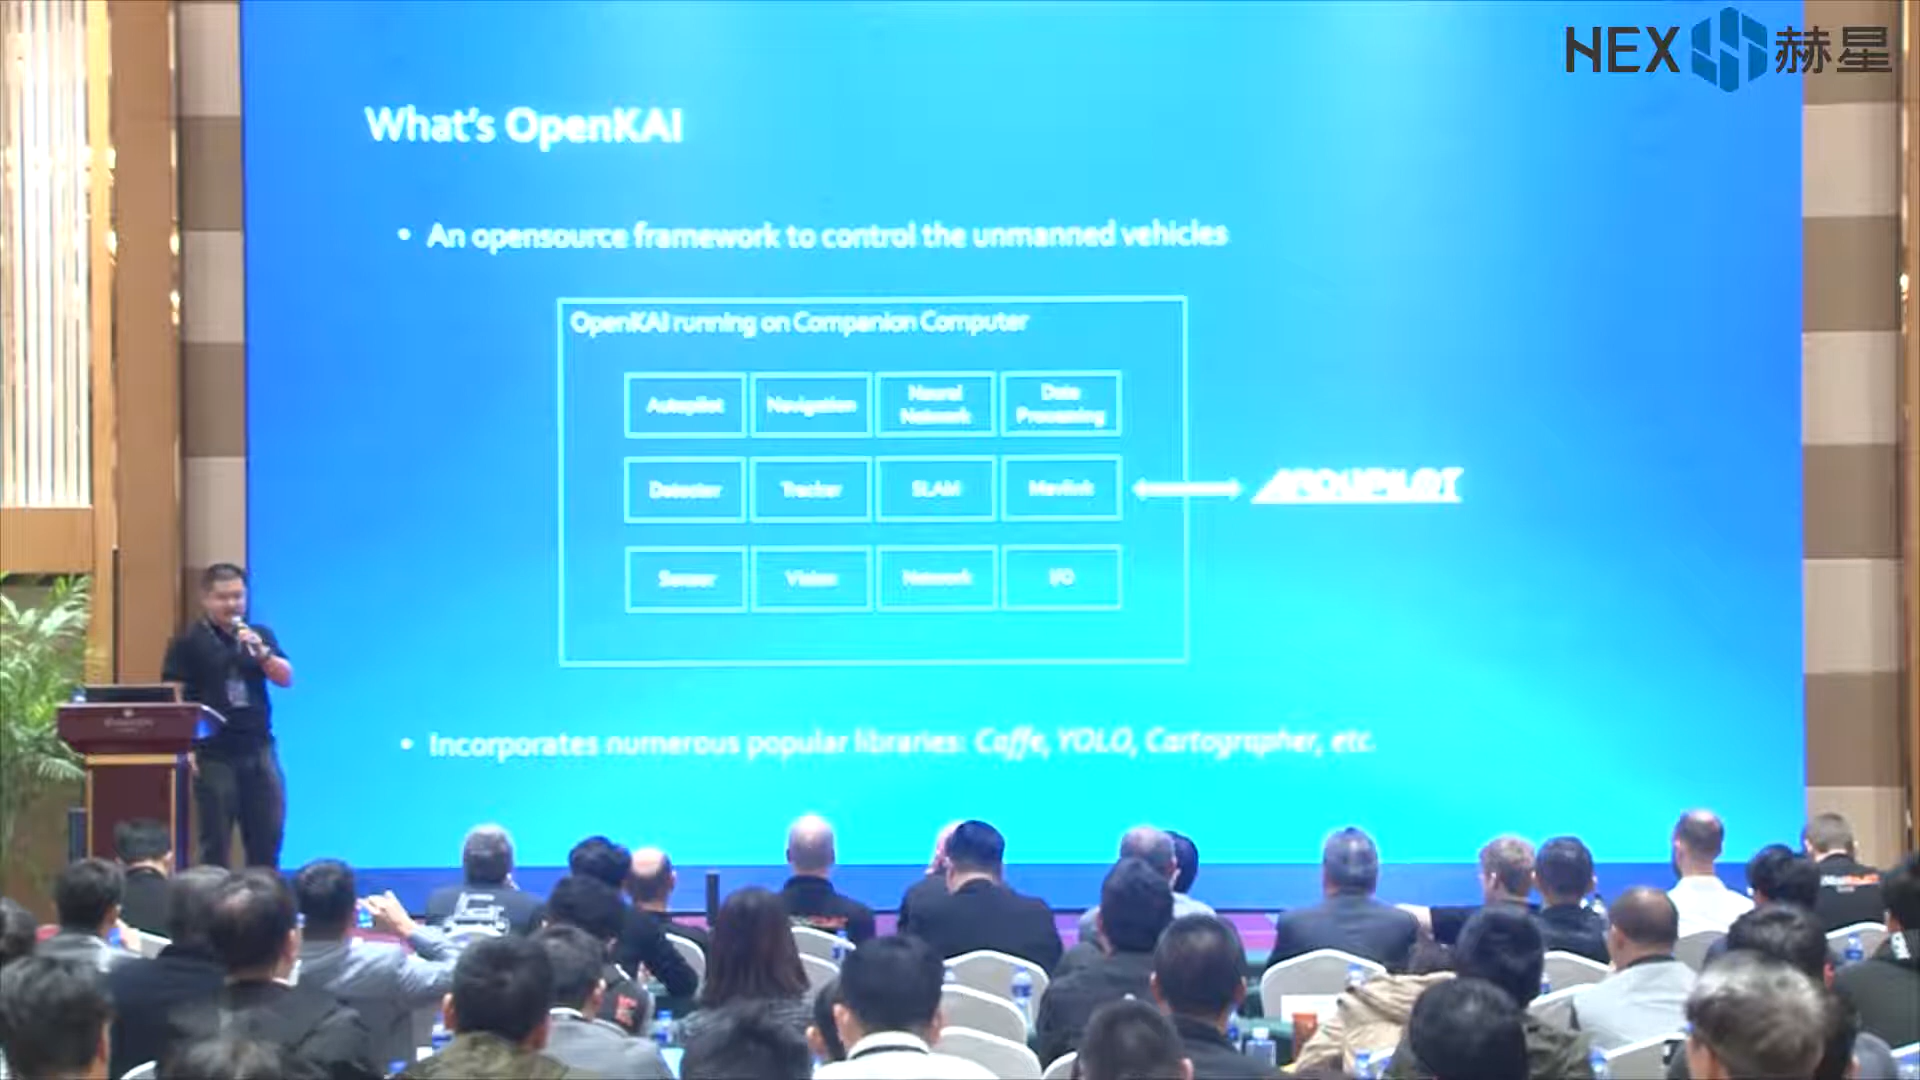 HEX 赫星
What's OpenKAI
• An opensource framework to control the unmanned vehicles
OpenKAI running on Companion Computer
Autopilot Navigation Neural Network Data Processing
Detector Tracker SLAM Mavlink
ARDUPILOT
Sensor Vision Network I/O
• Incorporates numerous popular libraries: Caffe, YOLO, Cartographer, etc.